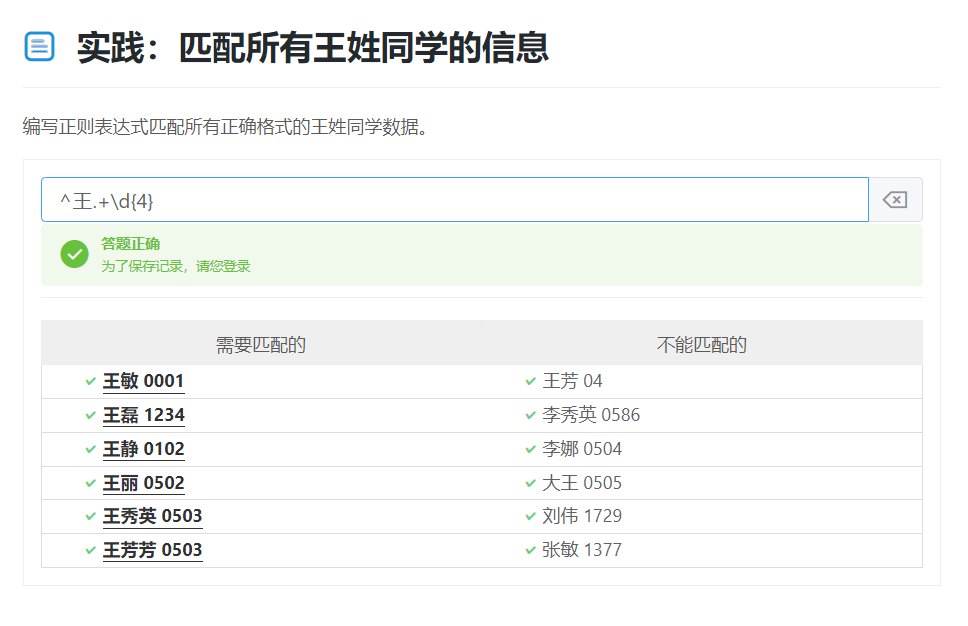 实践：匹配所有王姓同学的信息
编写正则表达式匹配所有正确格式的王姓同学数据。
^王.+\d{4}
答题正确
为了保存记录，请您登录
需要匹配的 不能匹配的
王敏 0001 王芳 04
王磊 1234 李秀英 0586
王静 0102 李娜 0504
王丽 0502 大王 0505
王秀英 0503 刘伟 1729
王芳芳 0503 张敏 1377